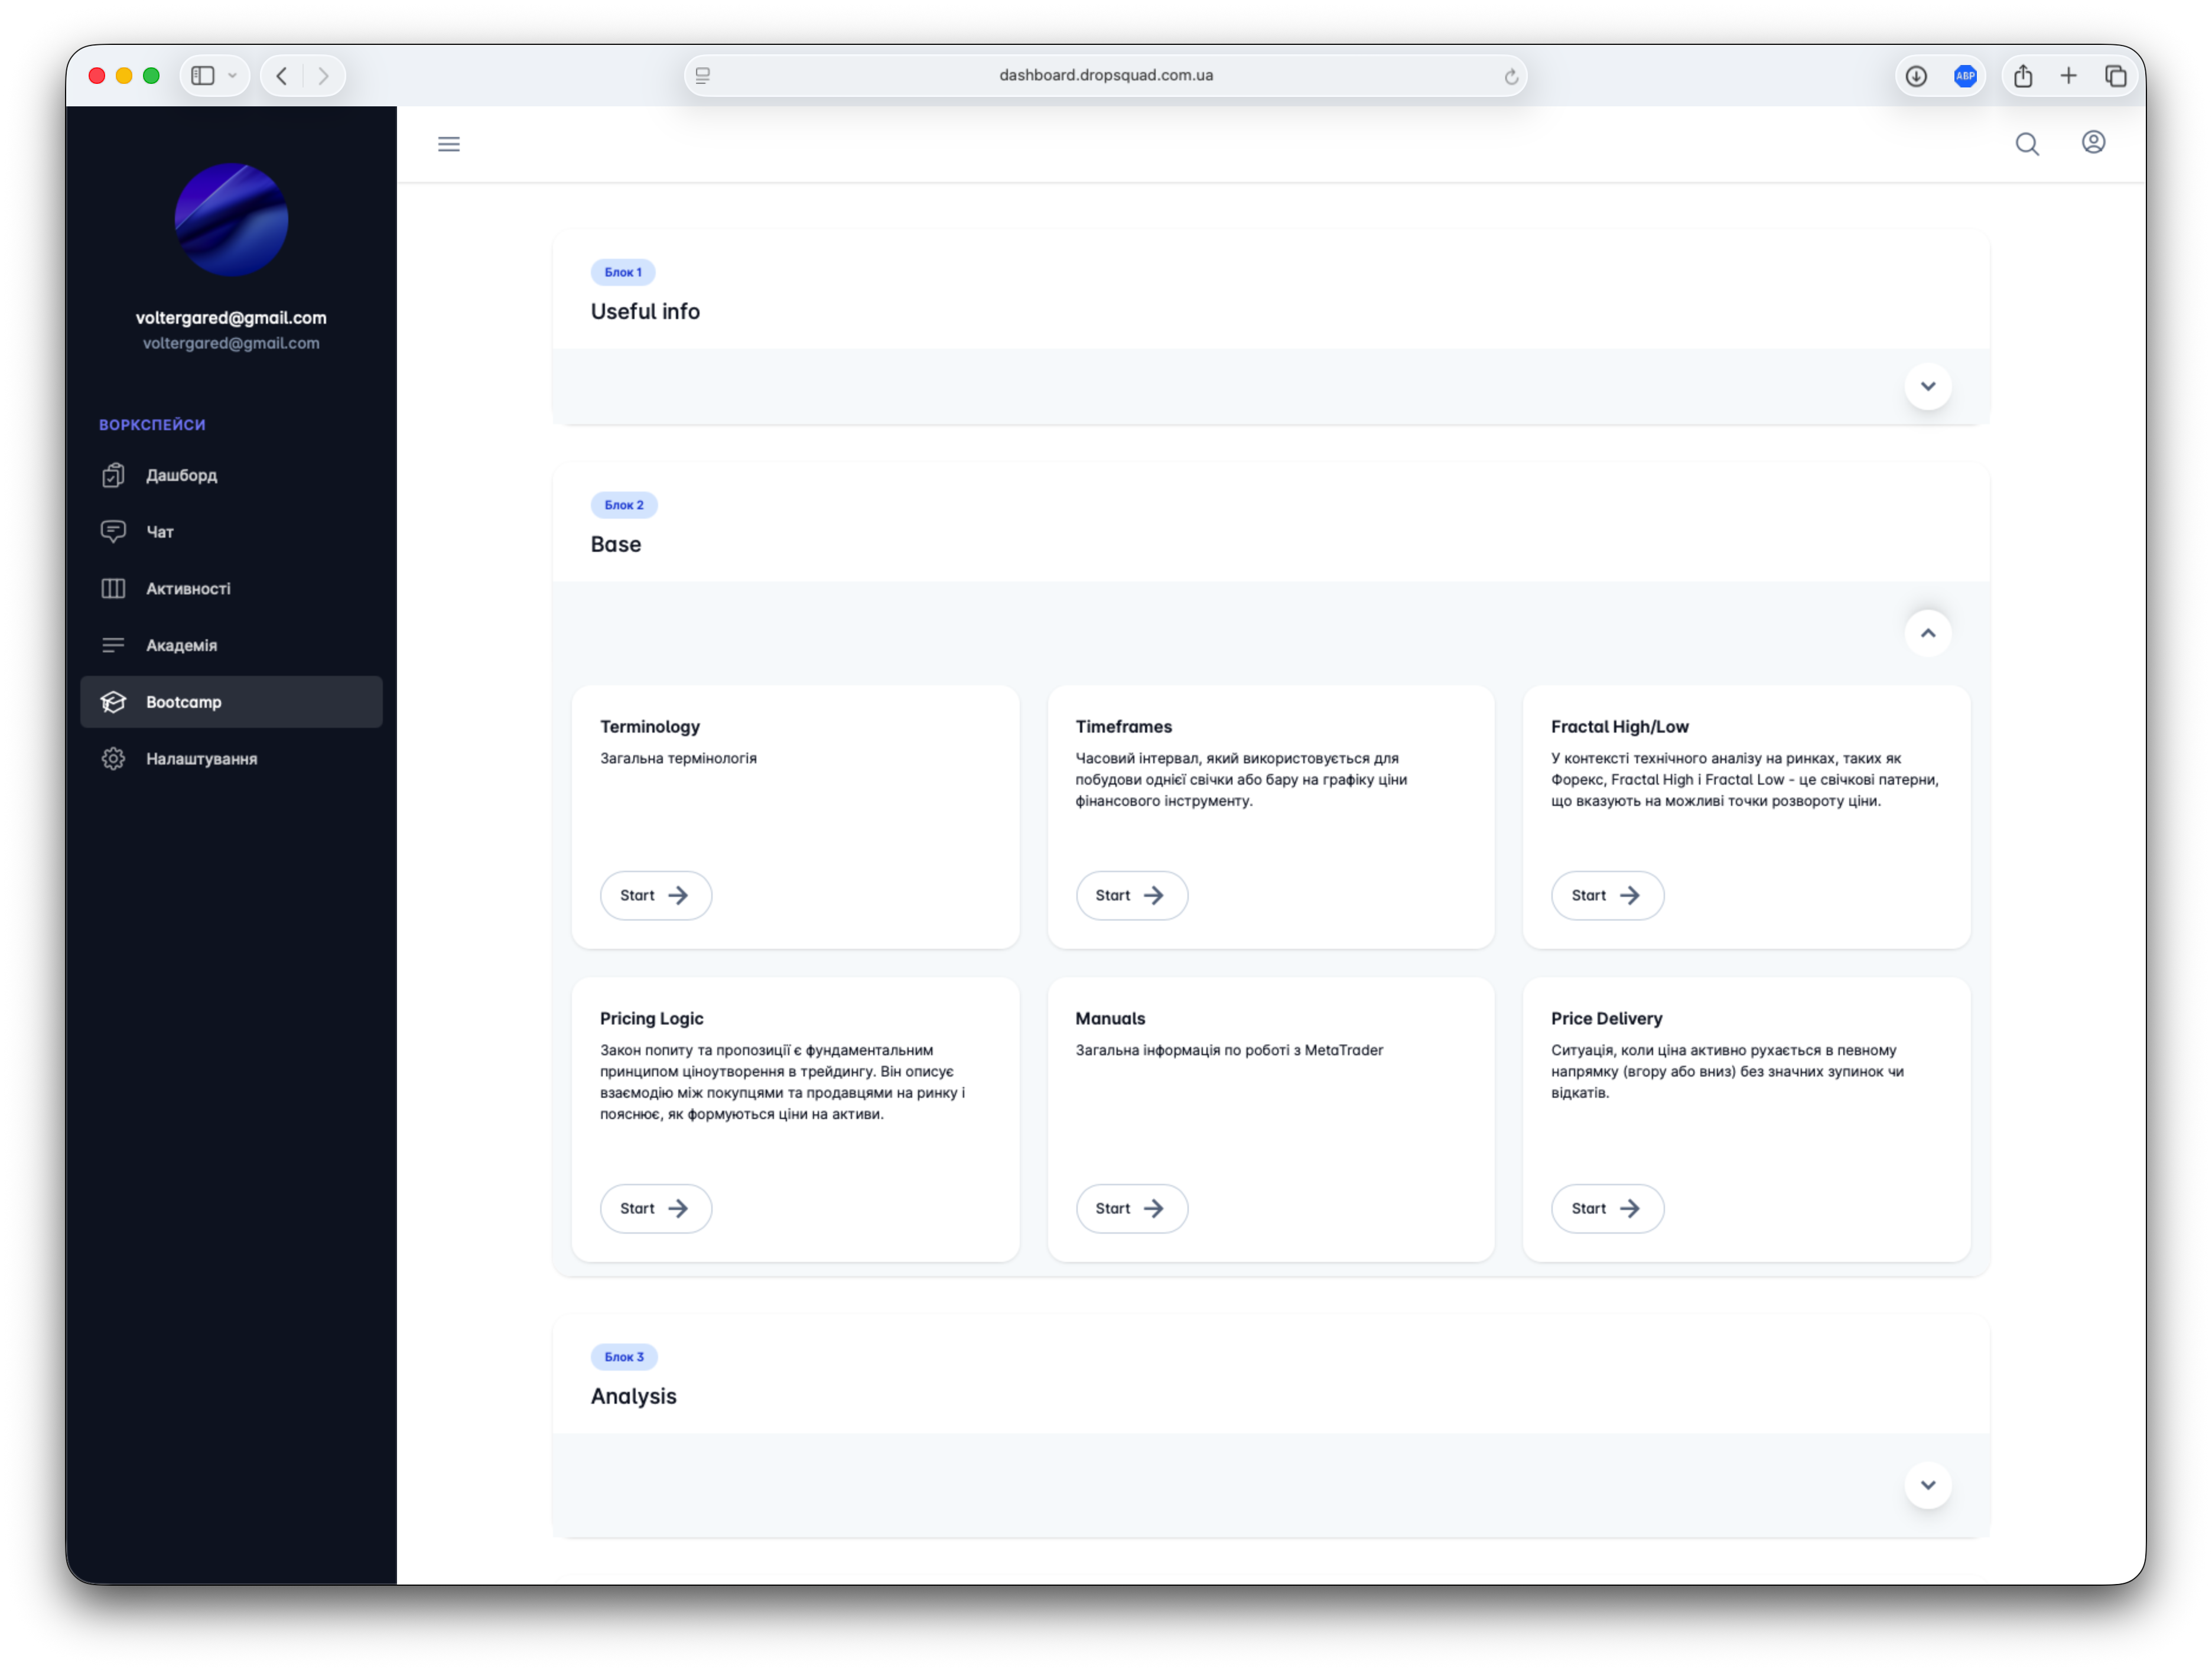 dashboard.dropsquad.com.ua
ABP
voltergared@gmail.com
voltergared@gmail.com
ВОРКСПЕЙСИ
Дашборд
Чат
Активності
Академія
Bootcamp
Налаштування
Блок 1
Useful info
Блок 2
Base
Terminology
Загальна термінологія
Start
Timeframes
Часовий інтервал, який використовується для
побудови однієї свічки або бару на графіку ціни
фінансового інструменту.
Start
Fractal High/Low
У контексті технічного аналізу на ринках, таких як
Форекс, Fractal High і Fractal Low - це свічкові патерни,
що вказують на можливі точки розвороту ціни.
Start
Pricing Logic
Закон попиту та пропозиції є фундаментальним
принципом ціноутворення в трейдингу. Він описує
взаємодію між покупцями та продавцями на ринку і
пояснює, як формуються ціни на активи.
Start
Manuals
Загальна інформація по роботі з MetaTrader
Start
Price Delivery
Ситуація, коли ціна активно рухається в певному
напрямку (вгору або вниз) без значних зупинок чи
відкатів.
Start
Блок 3
Analysis